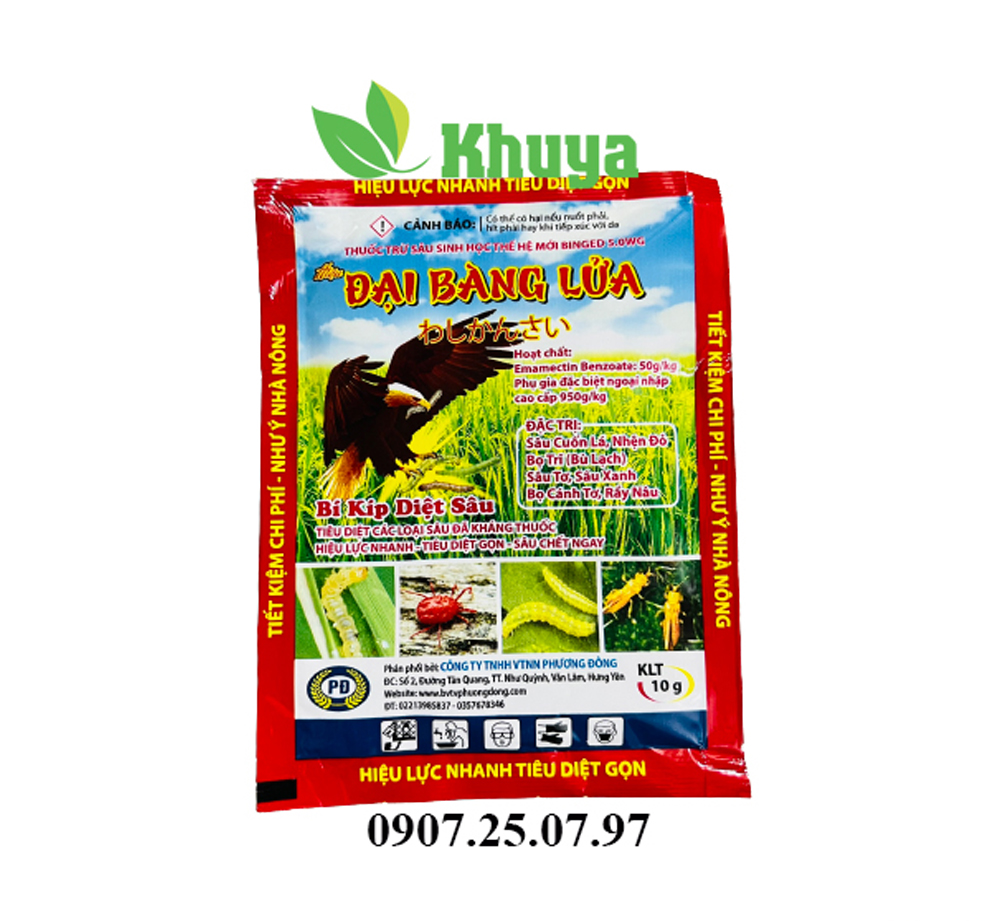 Khuya
HIỆU LỰC NHANH TIÊU DIỆT GỌN
CẢNH BÁO:
Có thể có hại nếu nuốt phải,
hít phải hay khi tiếp xúc với da
THUỐC TRỪ SÂU SINH HỌC THẾ HỆ MỚI BINGED 5.0WG
ĐẠI BÀNG LỬA
わしかんさい
Hoạt chất:
Emamectin Benzoate: 50g/kg
Phụ gia đặc biệt ngoại nhập
cao cấp 950g/kg
ĐẶC TRỊ:
Sâu Cuốn Lá, Nhện Đỏ
Bọ Trĩ (Bù Lạch)
Sâu Tơ, Sâu Xanh
Bọ Cánh Tơ, Rầy Nâu
Bí Kíp Diệt Sâu
TIÊU DIỆT CÁC LOẠI SÂU ĐÃ KHÁNG THUỐC
HIỆU LỰC NHANH - TIÊU DIỆT GỌN - SÂU CHẾT NGAY
TIẾT KIỆM CHI PHÍ - NHƯ Ý NHÀ NÔNG
TIẾT KIỆM CHI PHÍ - NHƯ Ý NHÀ NÔNG
PĐ
Phân phối bởi: CÔNG TY TNHH VTNN PHƯƠNG ĐÔNG
ĐC: Số 2, Đường Tân Quang, TT. Như Quỳnh, Văn Lâm, Hưng Yên
Website: www.bvtvphuongdong.com
ĐT: 02213985837 - 0357678346
KLT
10 g
HIỆU LỰC NHANH TIÊU DIỆT GỌN
0907.25.07.97